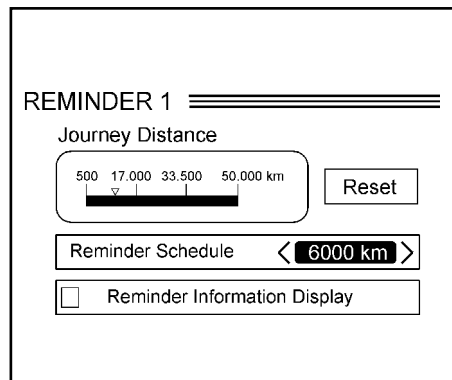 REMINDER 1
Journey Distance
500 17.000 33.500 50.000 km
Reset
Reminder Schedule < 6000 km >
Reminder Information Display